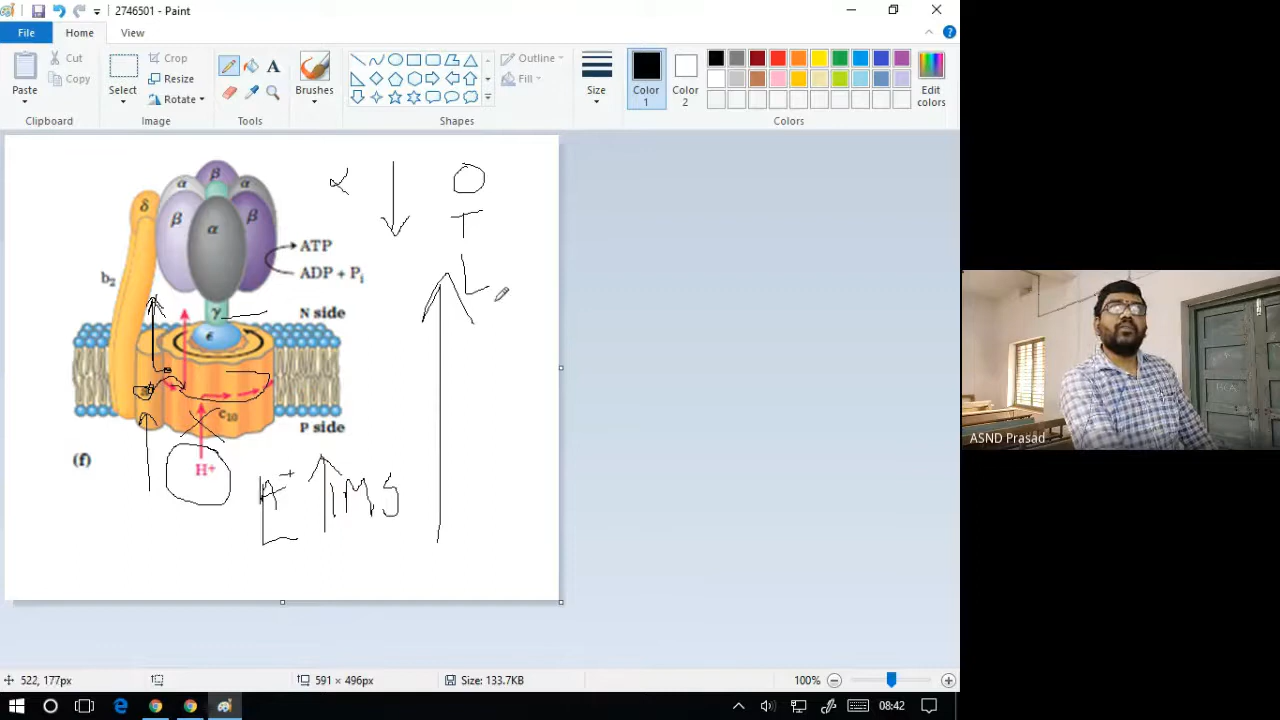 2746501 - Paint
File Home View
Paste Cut Copy
Select Crop Resize Rotate
Brushes
Outline Fill
Size Color 1 Color 2 Edit colors
Clipboard Image Tools Shapes Colors
β
α α
δ β β
α
ATP
b₂
ADP + Pᵢ
γ N side
ϵ
c₁₀ P side
(f)
H⁺
α O
T
L
H⁺ IMS
ASND Prasad
522, 177px 591 × 496px Size: 133.7KB 100%
08:42